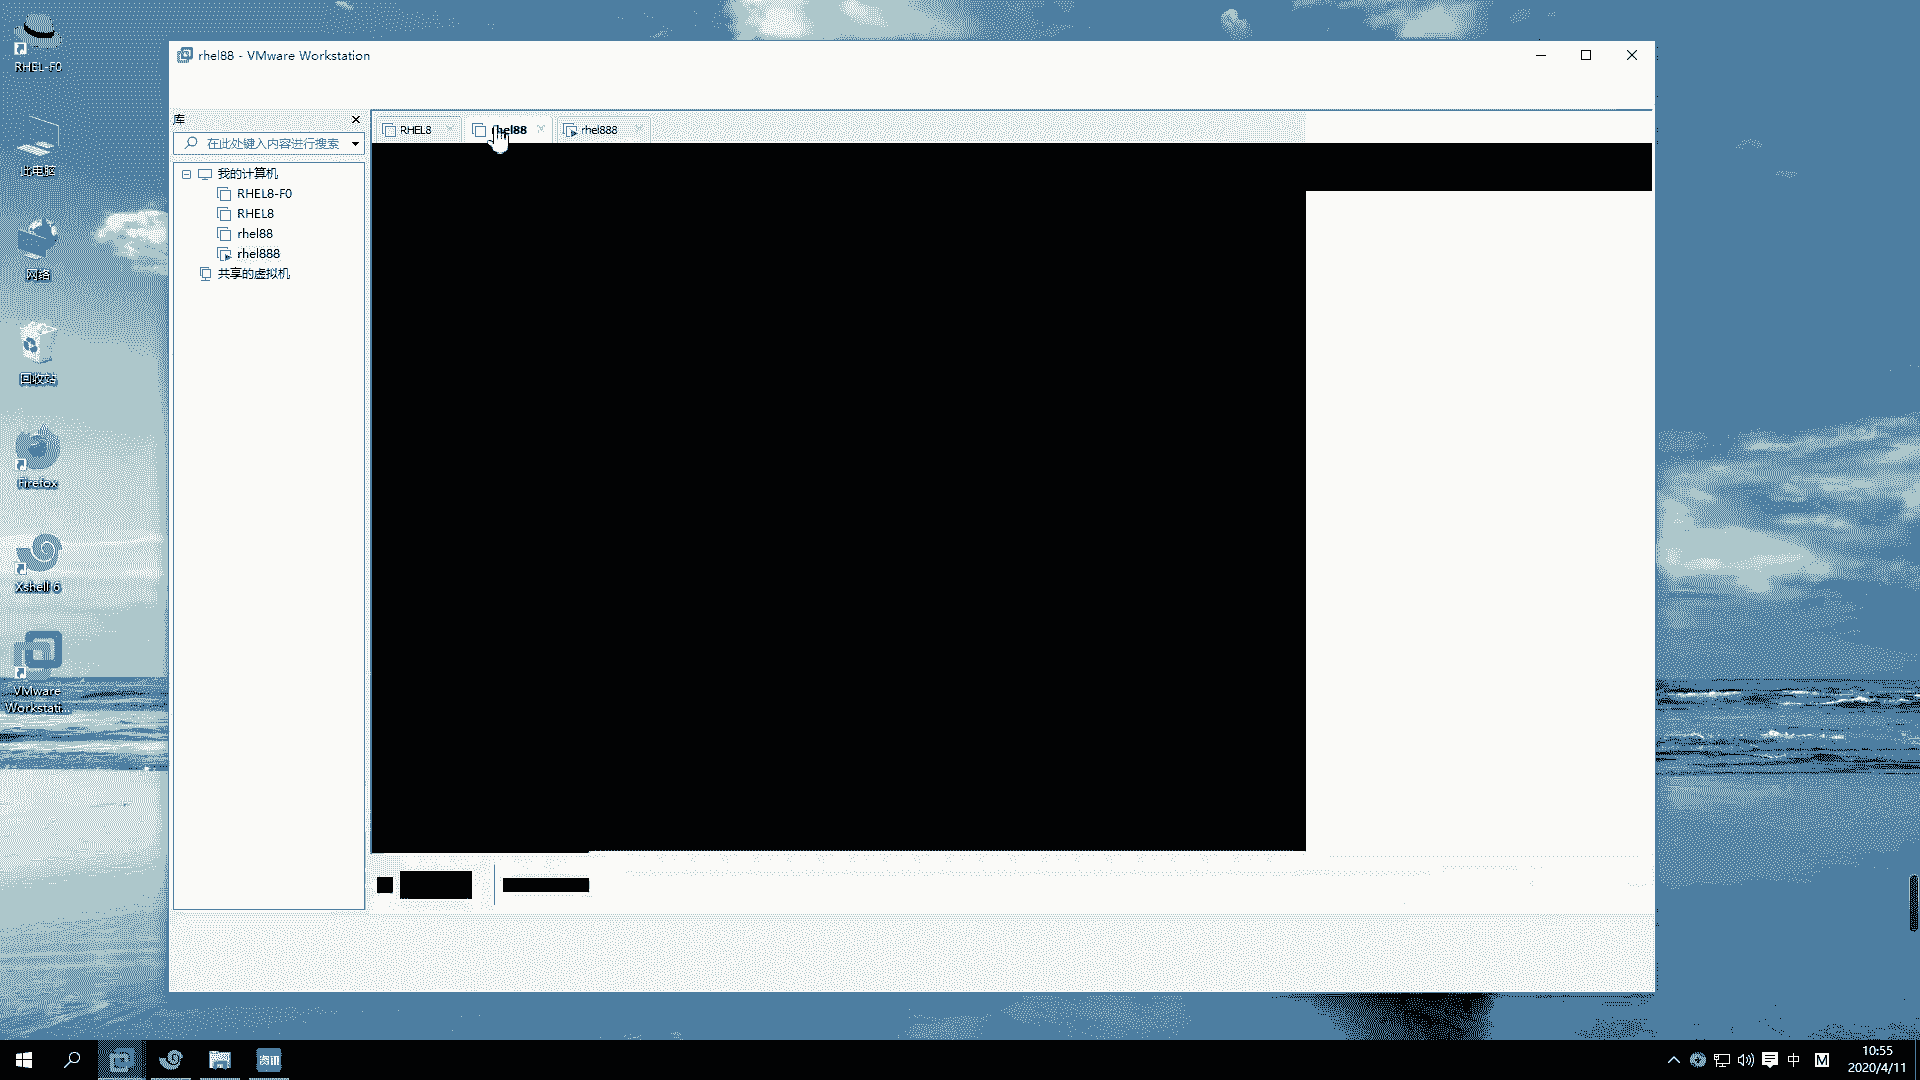 RHEL-F0
此电脑
网络
回收站
Firefox
Xshell 6
VMware
Workstati...
rhel88 - VMware Workstation
库
在此处键入内容进行搜索
我的计算机
RHEL8-F0
RHEL8
rhel88
rhel888
共享的虚拟机
RHEL8
rhel88
rhel888
资讯
中
M
10:55
2020/4/11